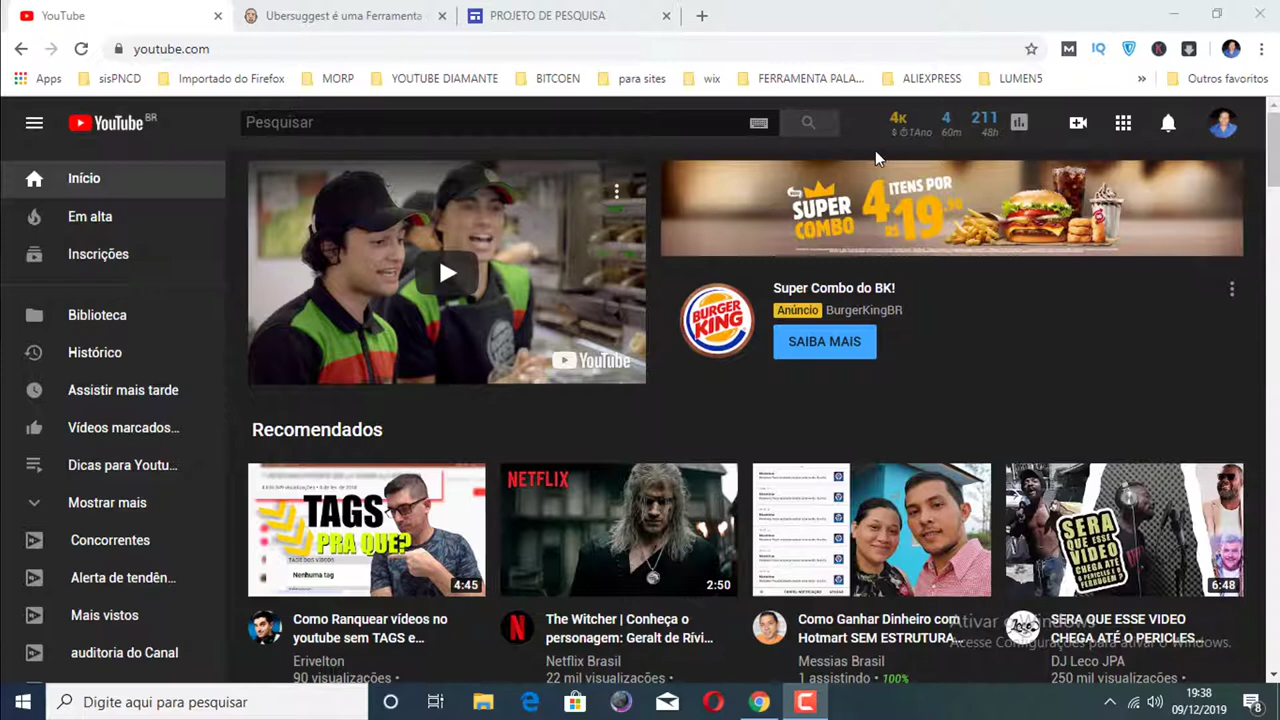 YouTube
Ubersuggest é uma Ferramenta
PROJETO DE PESQUISA
youtube.com
Apps
sisPNCD
Importado do Firefox
MORP
YOUTUBE DIAMANTE
BITCOEN
para sites
wix
FERRAMENTA PALA...
ALIEXPRESS
LUMEN5
»
Outros favoritos
YouTube BR
Pesquisar
4K
$ 1Ano
4
60m
211
48h
Início
Em alta
Inscrições
Biblioteca
Histórico
Assistir mais tarde
Vídeos marcados...
Dicas para Youtu...
Mostrar mais
Concorrentes
Alerta de tendên...
Mais vistos
auditoria do Canal
YouTube
SUPER COMBO
4 ITENS POR
R$ 19,90
BURGER KING
Super Combo do BK!
Anúncio BurgerKingBR
SAIBA MAIS
Recomendados
TAGS
PRA QUE?
Nenhuma tag
4:45
Como Ranquear vídeos no
youtube sem TAGS e...
Erivelton
90 visualizações
NETFLIX
2:50
The Witcher | Conheça o
personagem: Geralt de Rívi...
Netflix Brasil
22 mil visualizações
Como Ganhar Dinheiro com
Hotmart SEM ESTRUTURA...
Messias Brasil
1 assistindo • 100%
SERA QUE ESSE VIDEO CHEGA ATÉ O PERICLES E FERRUGEM ?
6:48
SERA QUE ESSE VIDEO
CHEGA ATÉ O PERICLES...
DJ Leco JPA
250 mil visualizações
Ativar o Windows
Acesse Configurações para ativar o Windows.
Digite aqui para pesquisar
19:38
09/12/2019
8